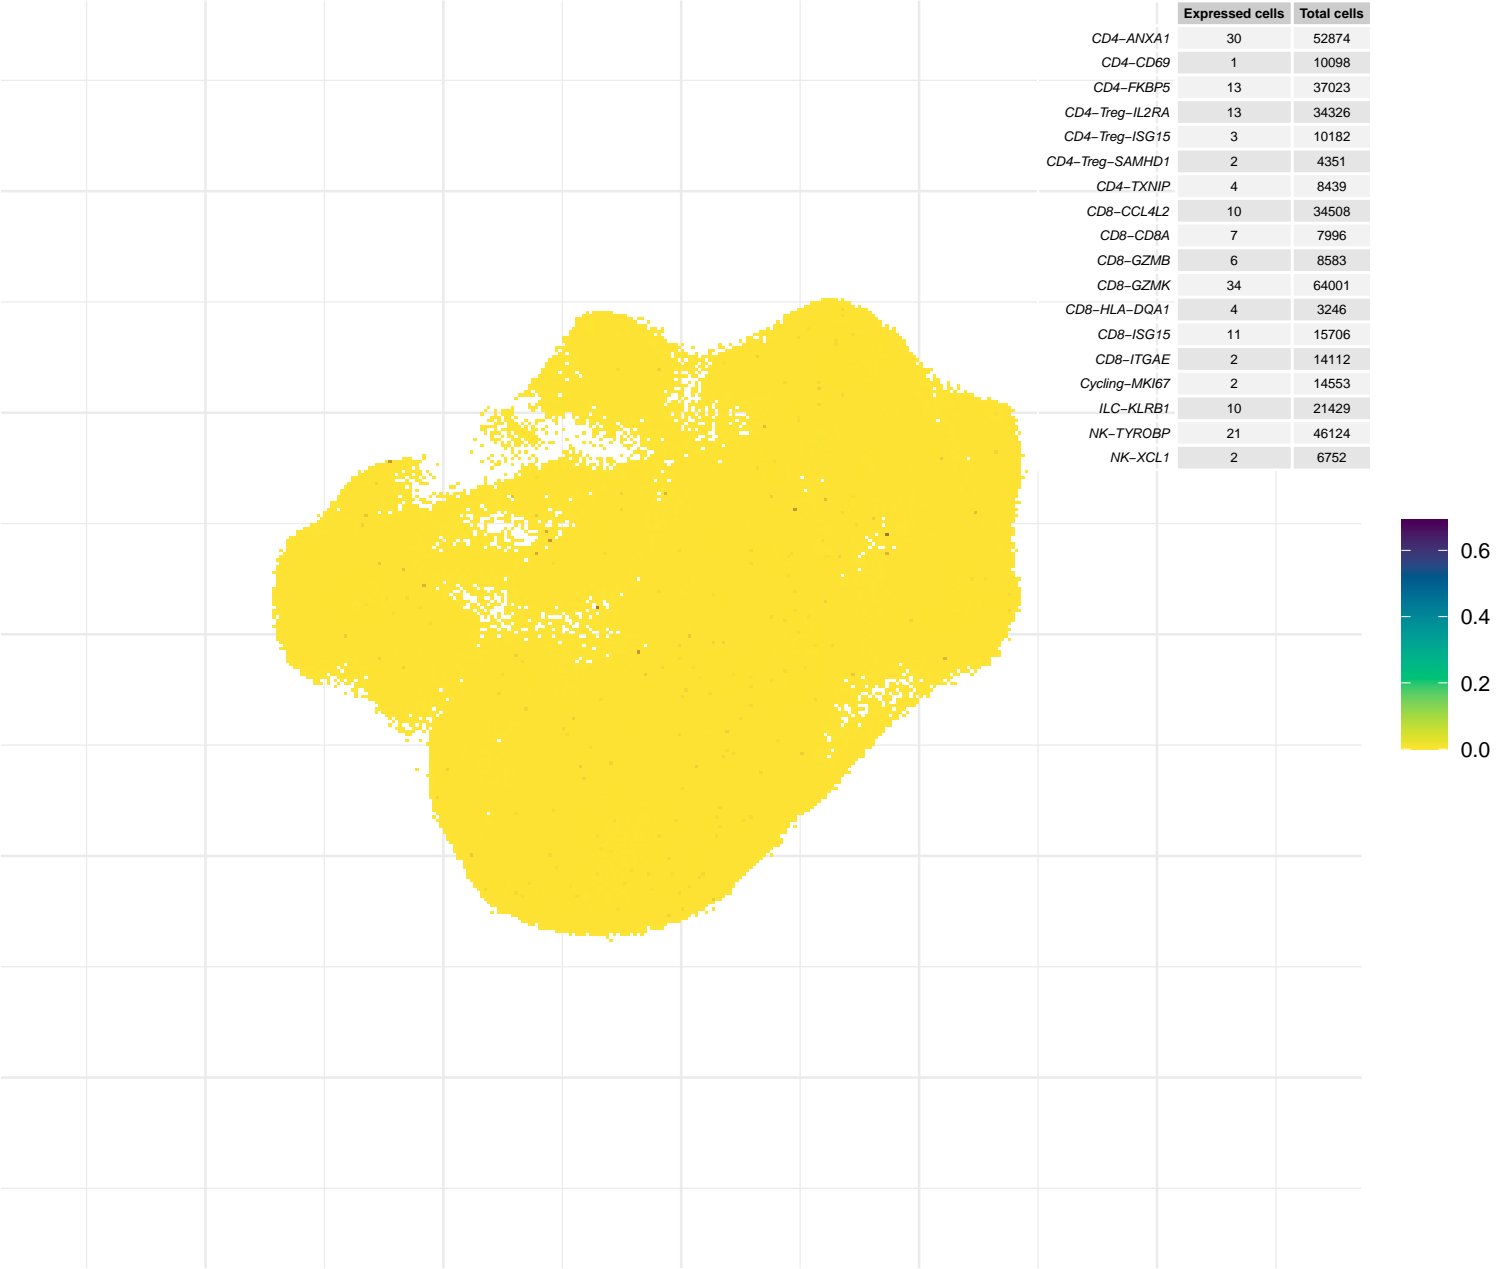 Expressed cells Total cells
CD4−ANXA1 30 52874
CD4−CD69 1 10098
CD4−FKBP5 13 37023
CD4−Treg−IL2RA 13 34326
CD4−Treg−ISG15 3 10182
CD4−Treg−SAMHD1 2 4351
CD4−TXNIP 4 8439
CD8−CCL4L2 10 34508
CD8−CD8A 7 7996
CD8−GZMB 6 8583
CD8−GZMK 34 64001
CD8−HLA−DQA1 4 3246
CD8−ISG15 11 15706
CD8−ITGAE 2 14112
Cycling−MKI67 2 14553
ILC−KLRB1 10 21429
NK−TYROBP 21 46124
NK−XCL1 2 6752
0.6
0.4
0.2
0.0